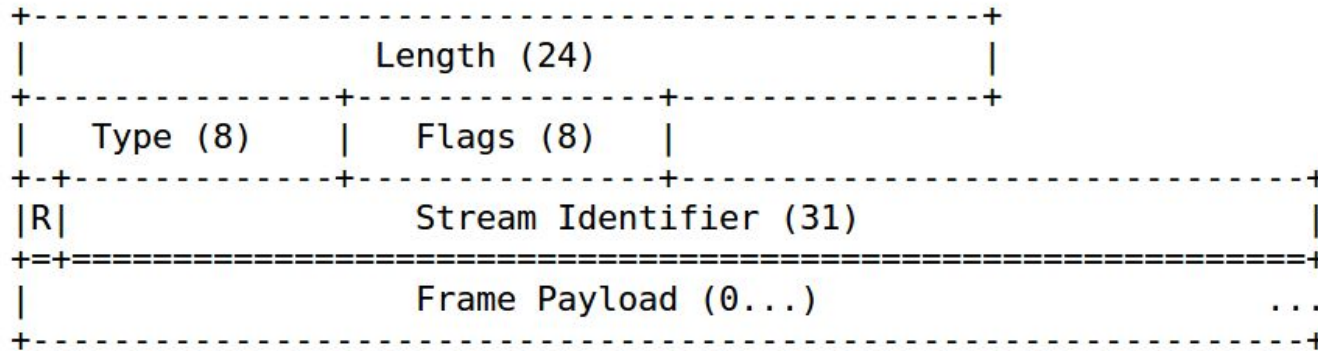 +-----------------------------------------------+
|                 Length (24)                   |
+---------------+---------------+---------------+
|   Type (8)    |   Flags (8)   |
+-+-------------+---------------+-------------------------------+
|R|                 Stream Identifier (31)                      |
+=+=============================================================+
|                   Frame Payload (0...)                      ...
+---------------------------------------------------------------+